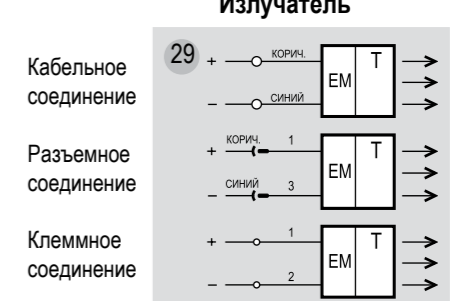 Излучатель
Кабельное
соединение
29
+ КОРИЧ.
– СИНИЙ
EM T
Разъемное
соединение
+ КОРИЧ. 1
– СИНИЙ 3
EM T
Клеммное
соединение
+ 1
– 2
EM T